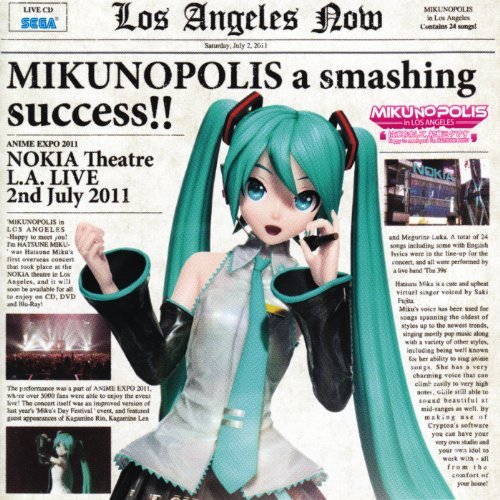 LIVE CD
SEGA
Los Angeles Now
MIKUNOPOLIS
in Los Angeles
Contains 24 songs!
Saturday, July 2, 2011
MIKUNOPOLIS a smashing
success!!
MIKUNOPOLIS
in LOS ANGELES
ANIME EXPO 2011
NOKIA Theatre
L.A. LIVE
2nd July 2011
NOKIA
'MIKUNOPOLIS in
LOS ANGELES
-Happy to meet you!
I'm HATSUNE MIKU-
' was Hatsune Miku's
first overseas concert
that took place at the
NOKIA theatre in Los
Angeles, and it will
soon be available for all
to enjoy on CD, DVD
and Blu-Ray!
The performance was a part of ANIME EXPO 2011,
where over 5000 fans were able to enjoy the event
live! The concert itself was an improved version of
last year's 'Miku's Day Festival ' event, and featured
guest appearances of Kagamine Rin, Kagamine Len
and Megurine Luka. A total of 24
songs including some with English
lyrics were in the line-up for the
concert, and all were performed by
a live band 'The 39s'
Hatsune Miku is a cute and upbeat
virtual singer voiced by Saki
Fujita.
Miku's voice has been used for
songs spanning the oldest of
styles up to the newest trends,
singing mostly pop music along
with a variety of other styles,
including being well known
for her ability to sing anime
songs. She has a very
charming voice that can
climb easily to very high
notes, while still able to
sound beautiful at
mid-ranges as well. By
making use of
Crypton's software
you can have your
very own studio and
your own idol to
work with - all
from the
comfort of
your home!